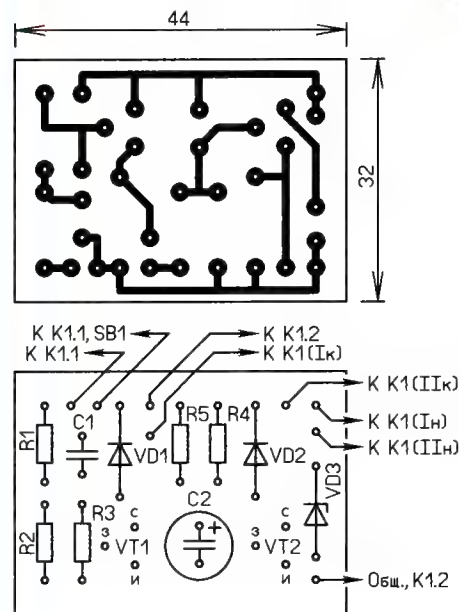 44
32
К К1.1, SB1
К К1.2
К К1.1
К К1(Iк)
К К1(IIк)
R1
C1
VD1
R5
R4
VD2
К К1(Iн)
К К1(IIн)
VD3
R2
R3
с
з
VT1
и
C2
+
с
з
VT2
и
Общ., К1.2